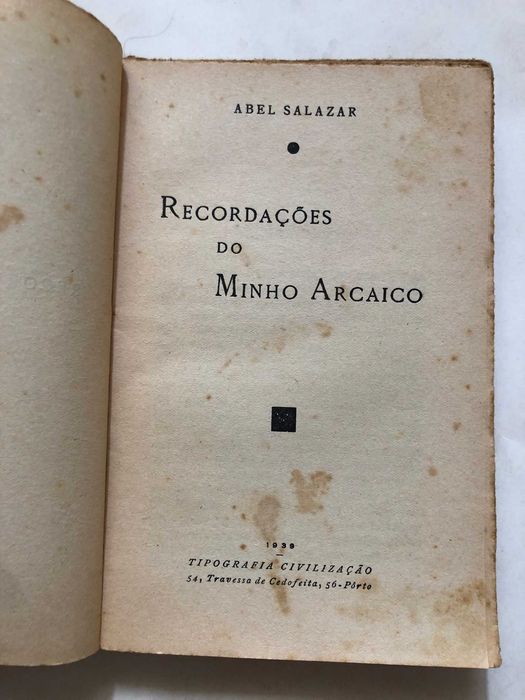 ABEL SALAZAR
RECORDAÇÕES
DO
MINHO ARCAICO
1939
TIPOGRAFIA CIVILIZAÇÃO
54, Travessa de Cedofeita, 56-Pôrto